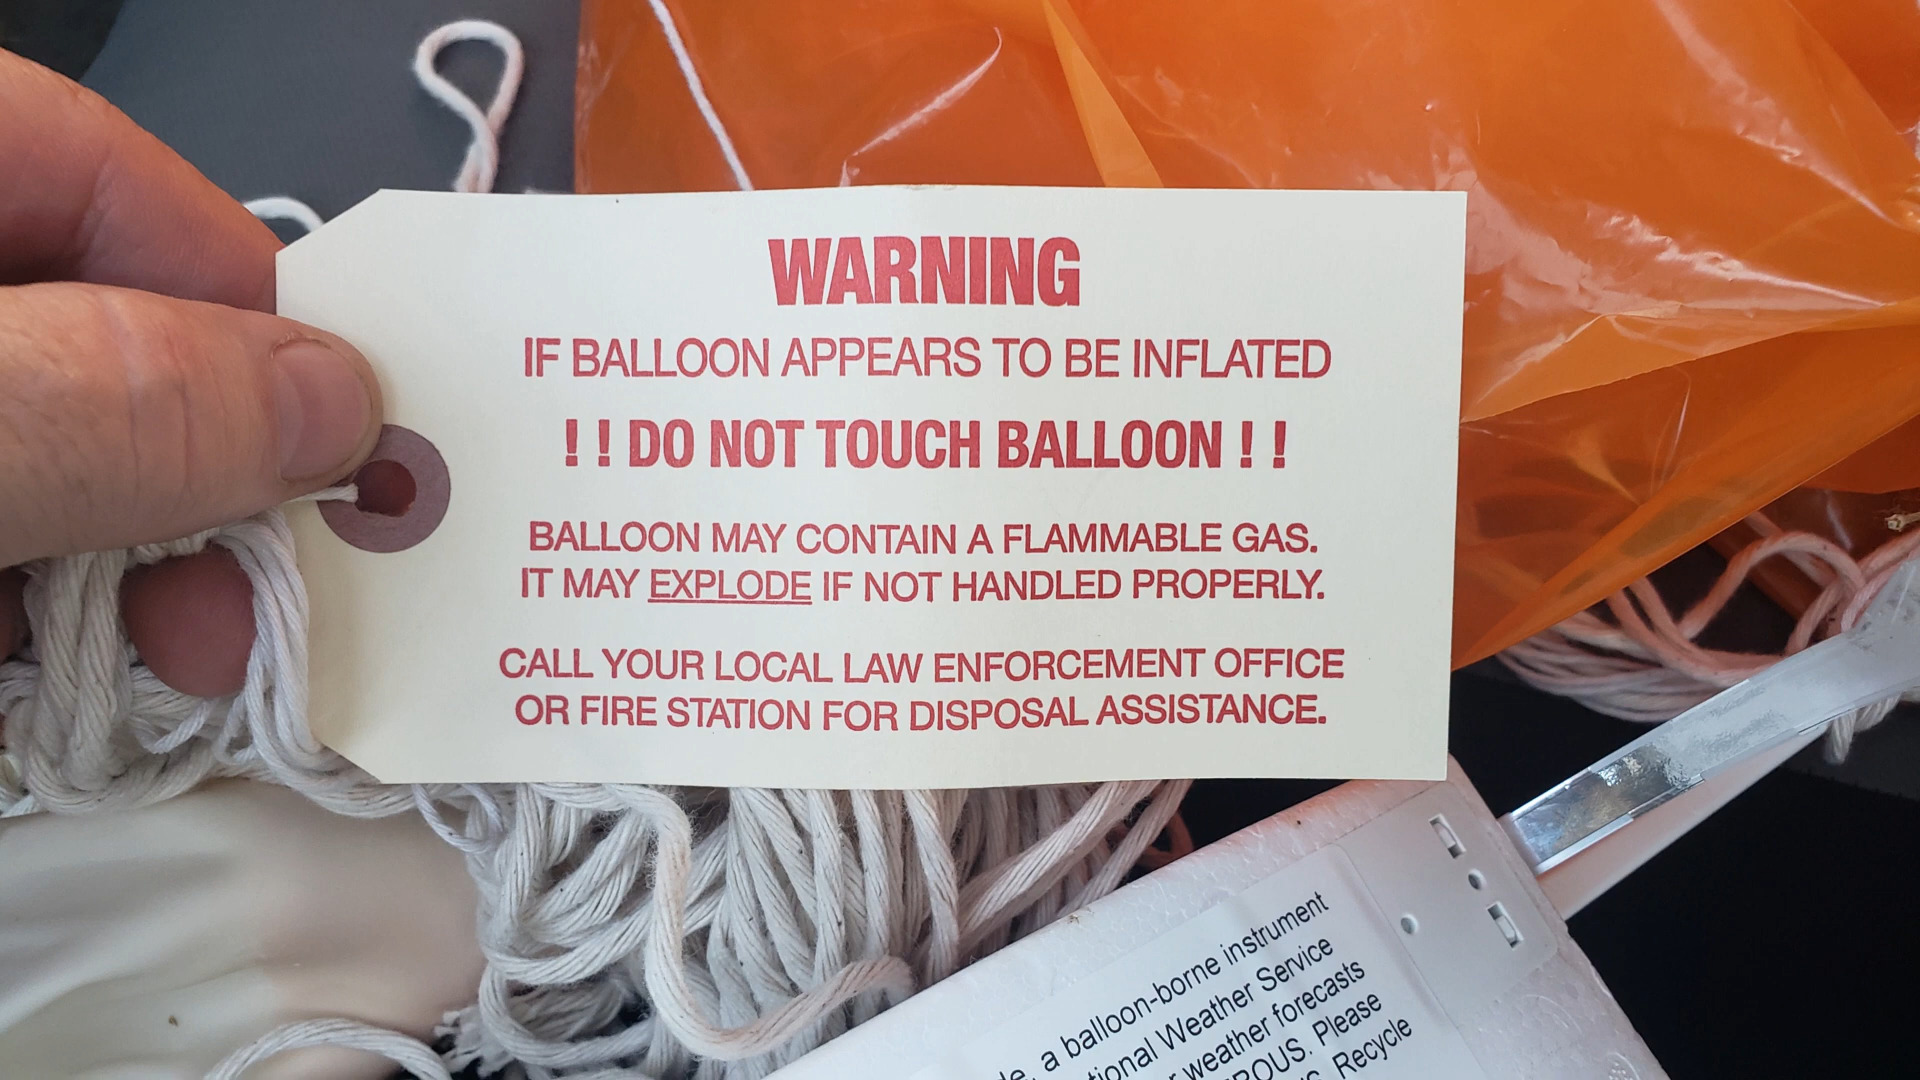 WARNING
IF BALLOON APPEARS TO BE INFLATED
! ! DO NOT TOUCH BALLOON ! !
BALLOON MAY CONTAIN A FLAMMABLE GAS.
IT MAY EXPLODE IF NOT HANDLED PROPERLY.
CALL YOUR LOCAL LAW ENFORCEMENT OFFICE
OR FIRE STATION FOR DISPOSAL ASSISTANCE.
a balloon-borne instrument
Weather Service
weather forecasts
Please
Recycle